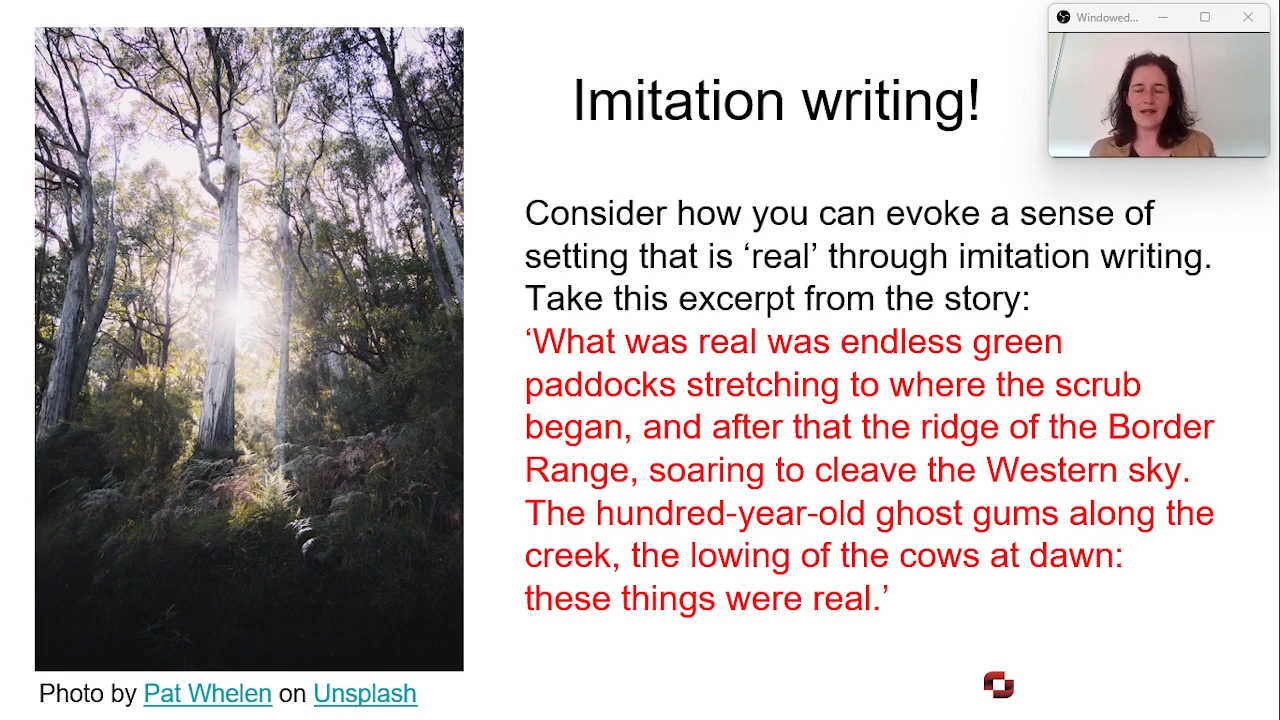 Windowed...
Imitation writing!
Consider how you can evoke a sense of
setting that is ‘real’ through imitation writing.
Take this excerpt from the story:
‘What was real was endless green
paddocks stretching to where the scrub
began, and after that the ridge of the Border
Range, soaring to cleave the Western sky.
The hundred-year-old ghost gums along the
creek, the lowing of the cows at dawn:
these things were real.’
Photo by Pat Whelen on Unsplash